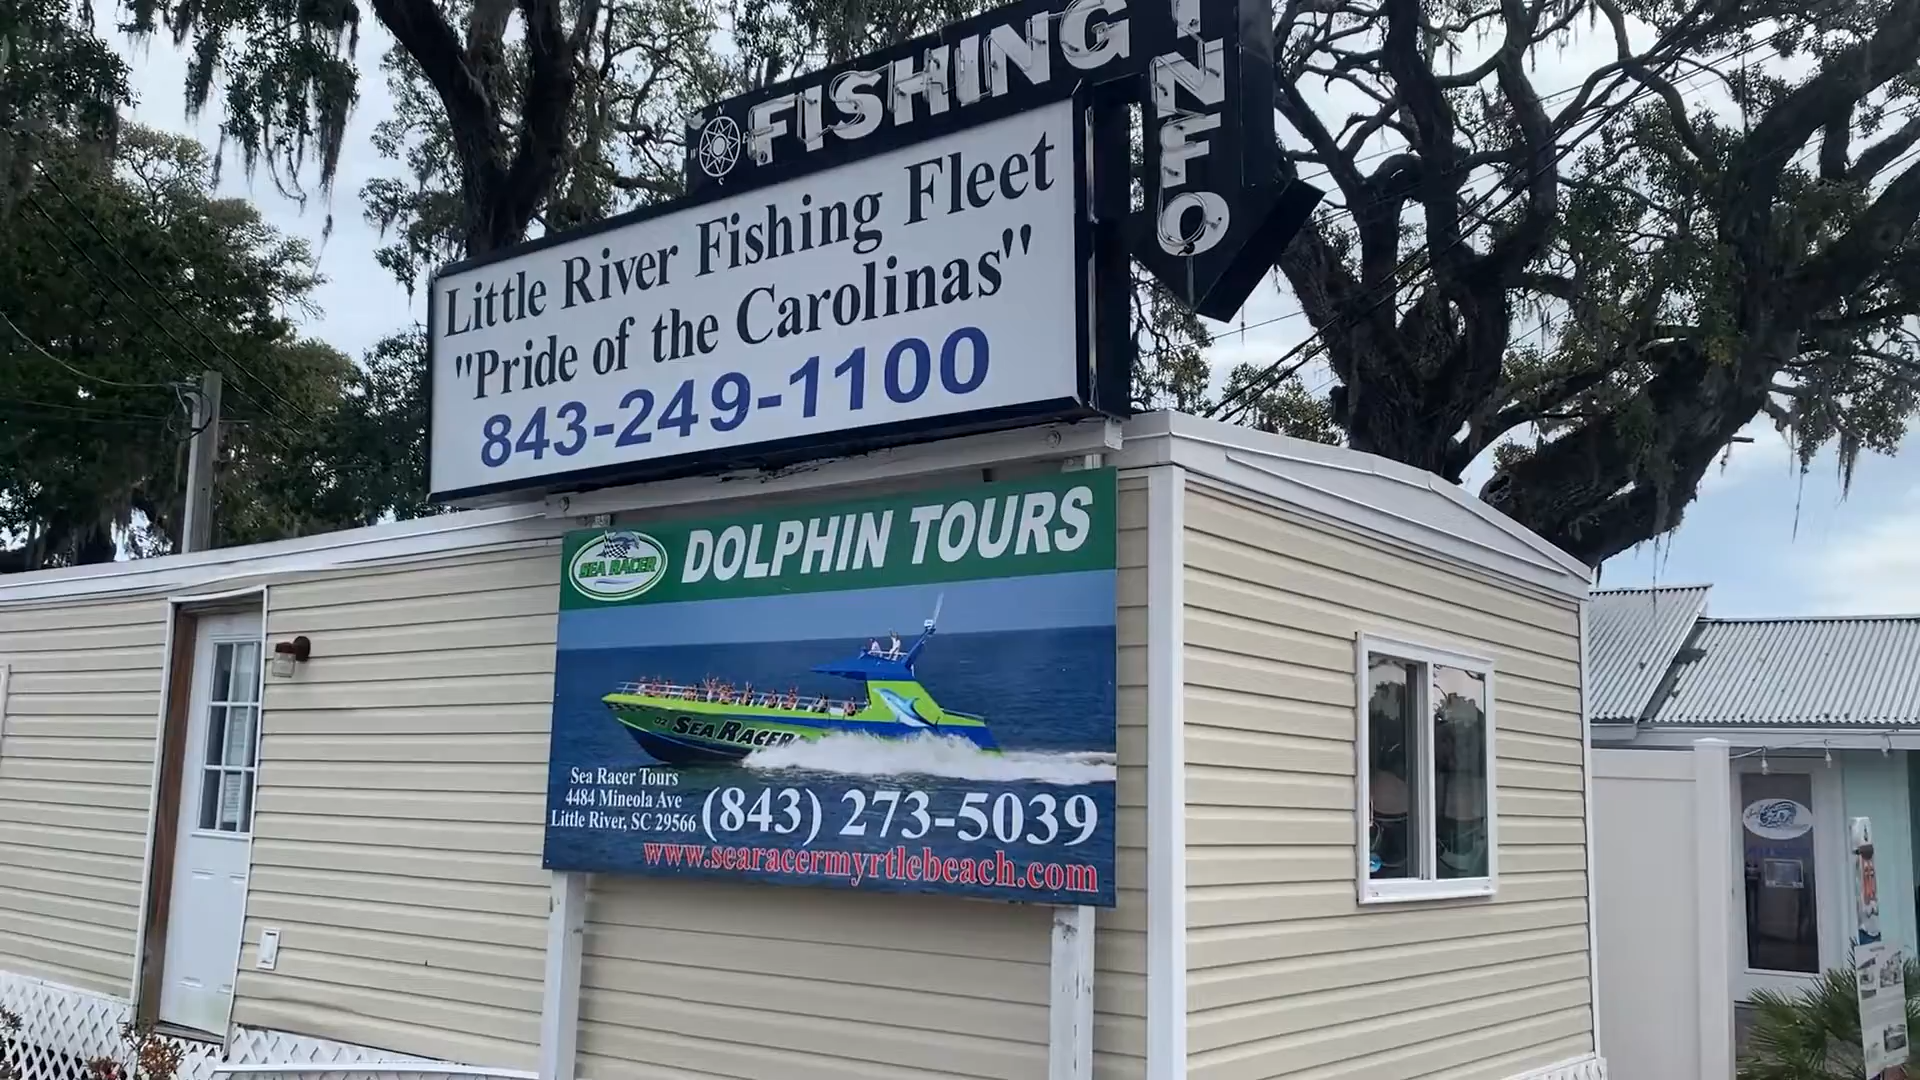 FISHING
INFO
Little River Fishing Fleet
"Pride of the Carolinas"
843-249-1100
SEA RACER
DOLPHIN TOURS
02 SEA RACER
Sea Racer Tours
4484 Mineola Ave
Little River, SC 29566
(843) 273-5039
www.searacermyrtlebeach.com